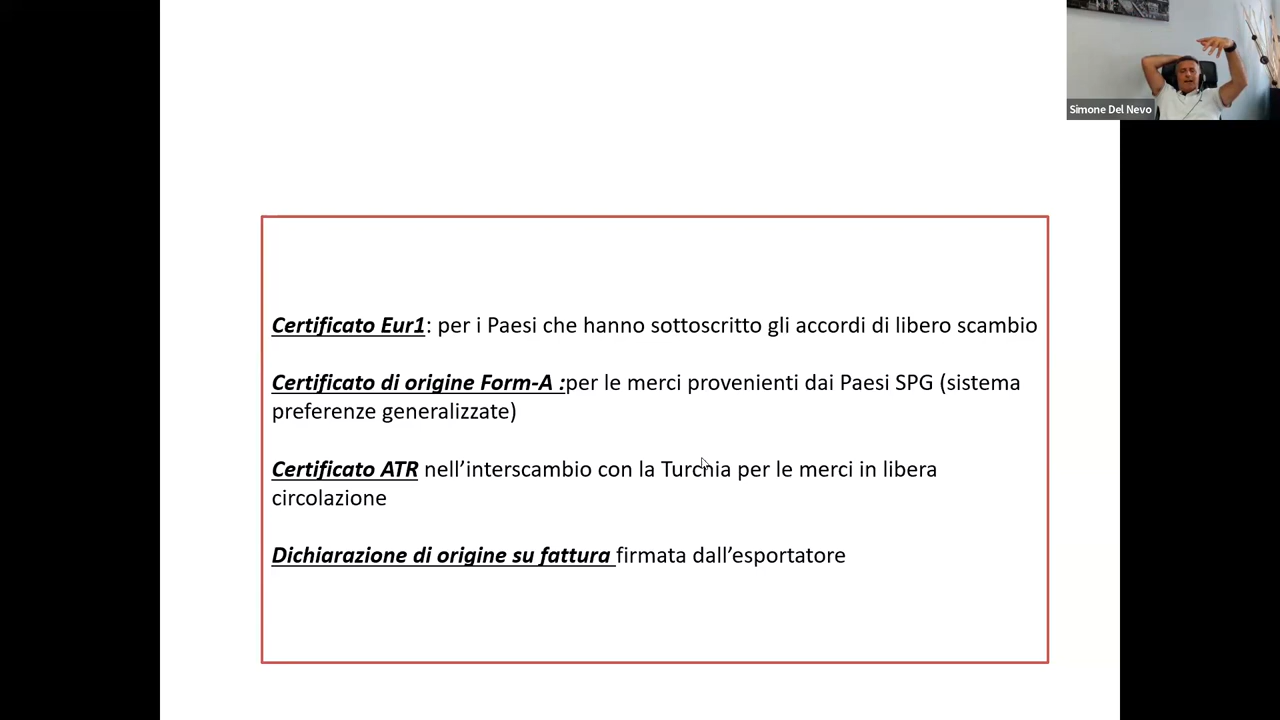 Simone Del Nevo
Certificato Eur1: per i Paesi che hanno sottoscritto gli accordi di libero scambio
Certificato di origine Form-A :per le merci provenienti dai Paesi SPG (sistema
preferenze generalizzate)
Certificato ATR nell’interscambio con la Turchia per le merci in libera
circolazione
Dichiarazione di origine su fattura firmata dall’esportatore